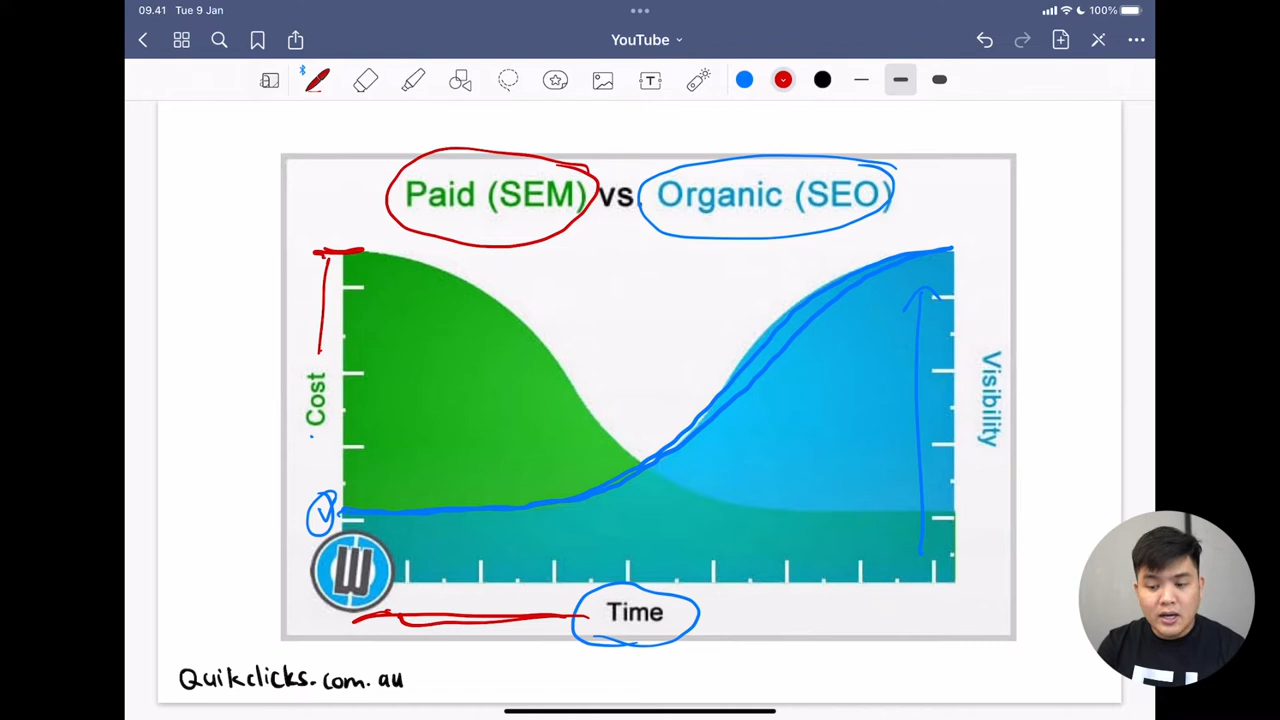 09.41 Tue 9 Jan
100%
YouTube
T
Paid (SEM) vs Organic (SEO)
Cost
Visibility
V
W
Time
Quikclicks.com.au